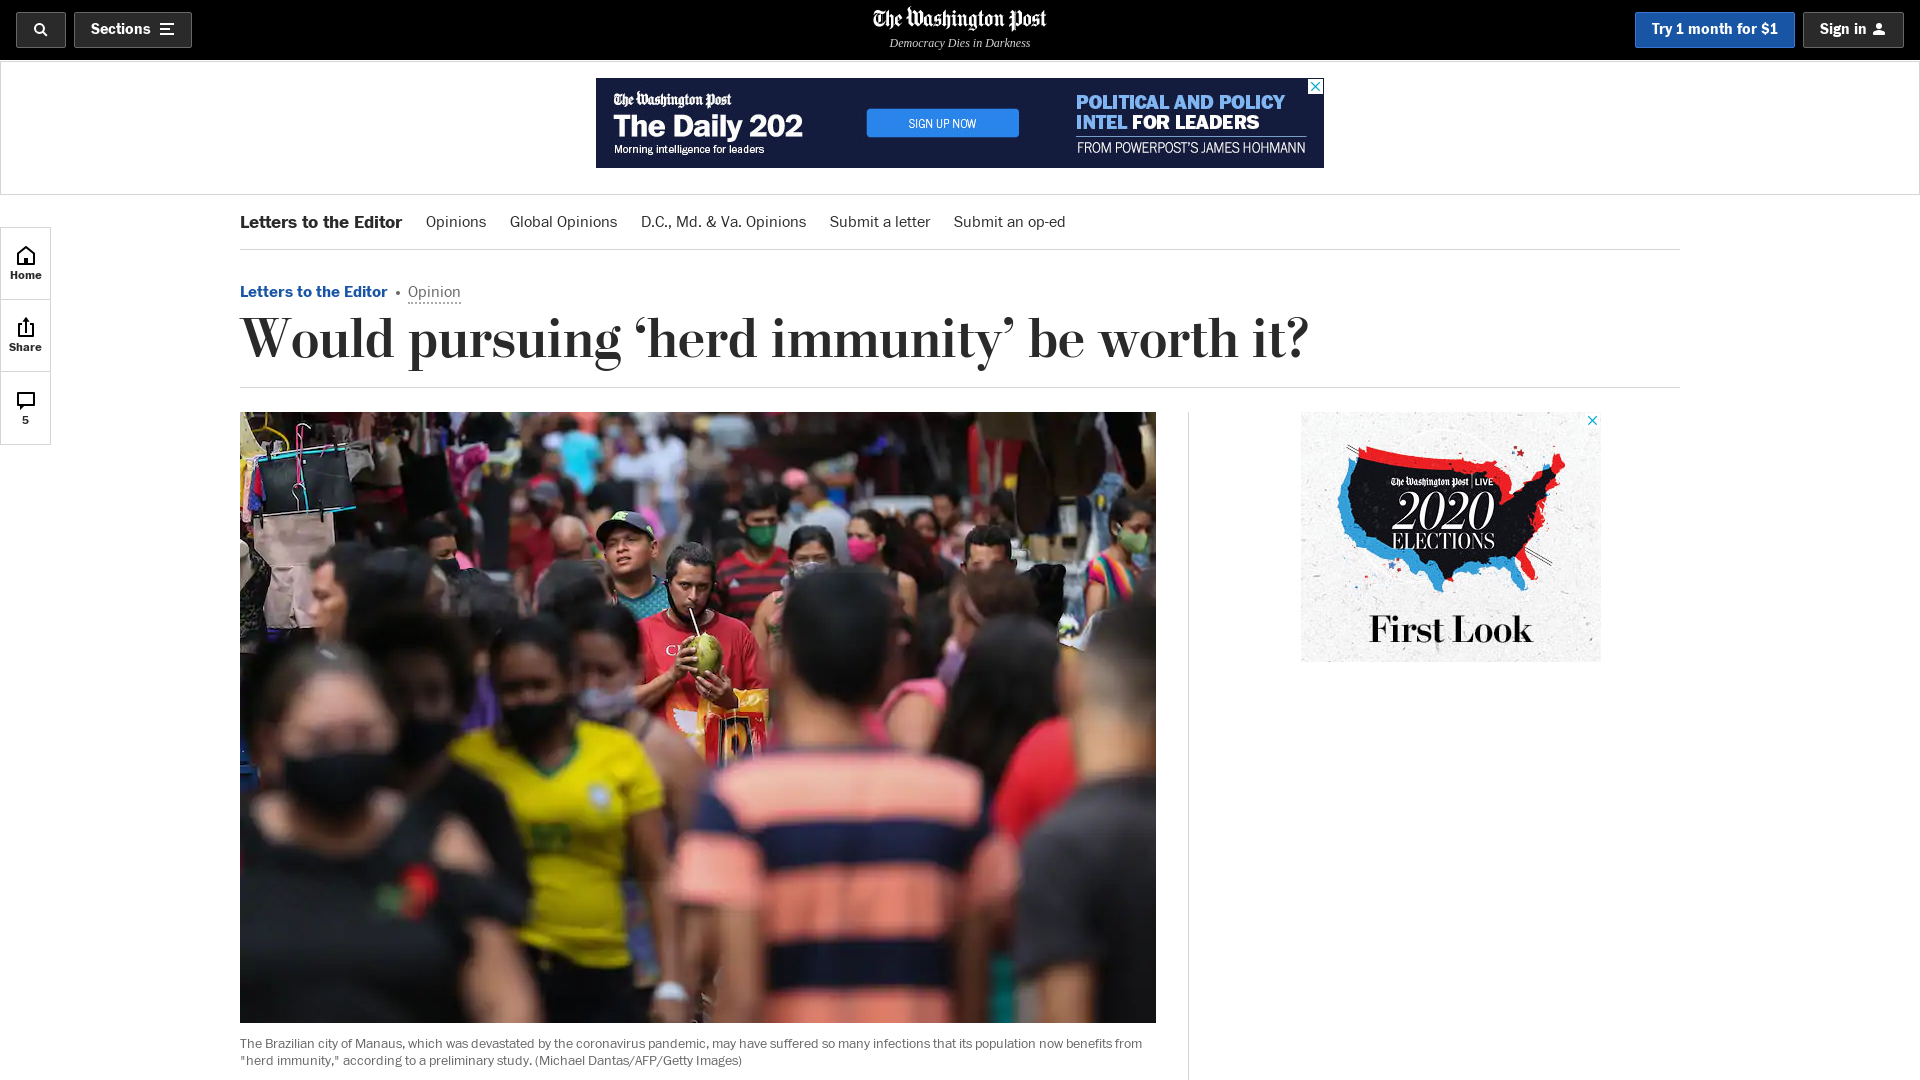 Sections
The Washington Post
Democracy Dies in Darkness
Try 1 month for $1
Sign in
The Washington Post
The Daily 202
Morning intelligence for leaders
SIGN UP NOW
POLITICAL AND POLICY
INTEL FOR LEADERS
FROM POWERPOST'S JAMES HOHMANN
Letters to the Editor
Opinions
Global Opinions
D.C., Md. & Va. Opinions
Submit a letter
Submit an op-ed
Home
Share
5
Letters to the Editor • Opinion
Would pursuing ‘herd immunity’ be worth it?
The Washington Post LIVE
2020
ELECTIONS
First Look
The Brazilian city of Manaus, which was devastated by the coronavirus pandemic, may have suffered so many infections that its population now benefits from
"herd immunity," according to a preliminary study. (Michael Dantas/AFP/Getty Images)